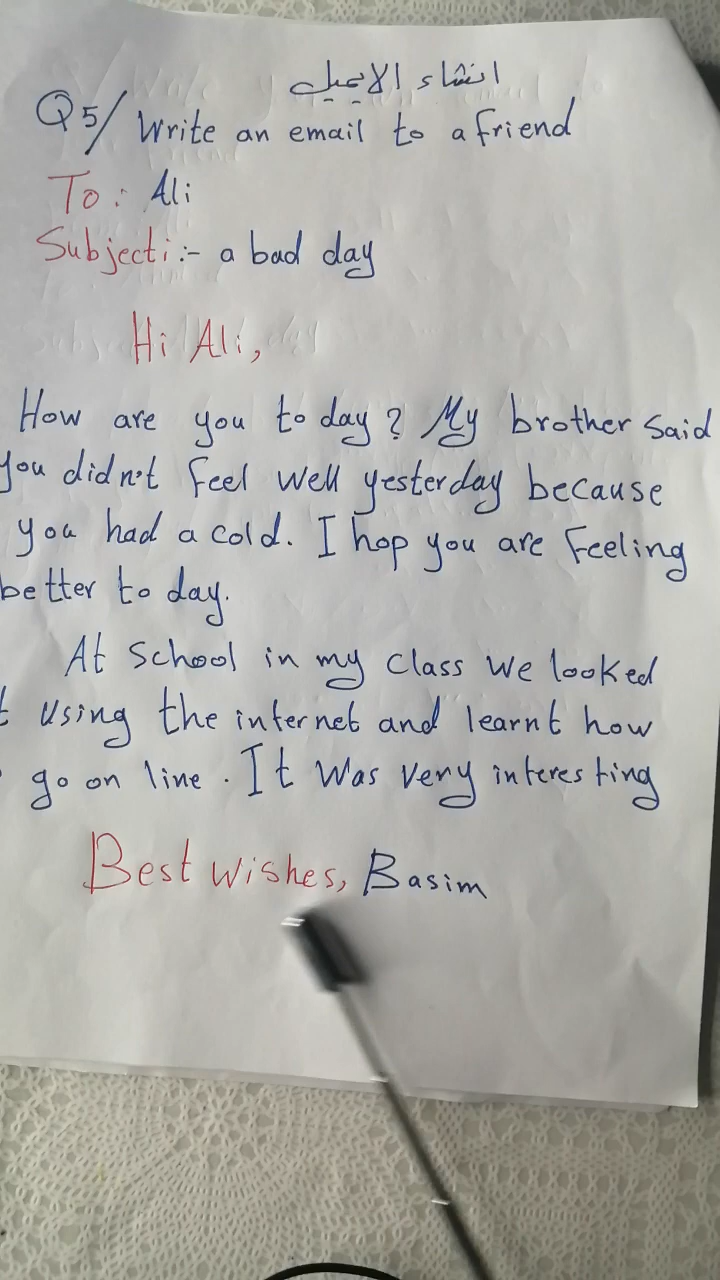 انشاء الايميل
Q5/ Write an email to a friend
To: Ali
Subject:- a bad day
Hi Ali,
How are you to day? My brother said
you didn't feel well yesterday because
you had a cold. I hop you are feeling
better to day.
At school in my class we looked
t using the internet and learnt how
go on line. It was very interesting
Best wishes, Basim